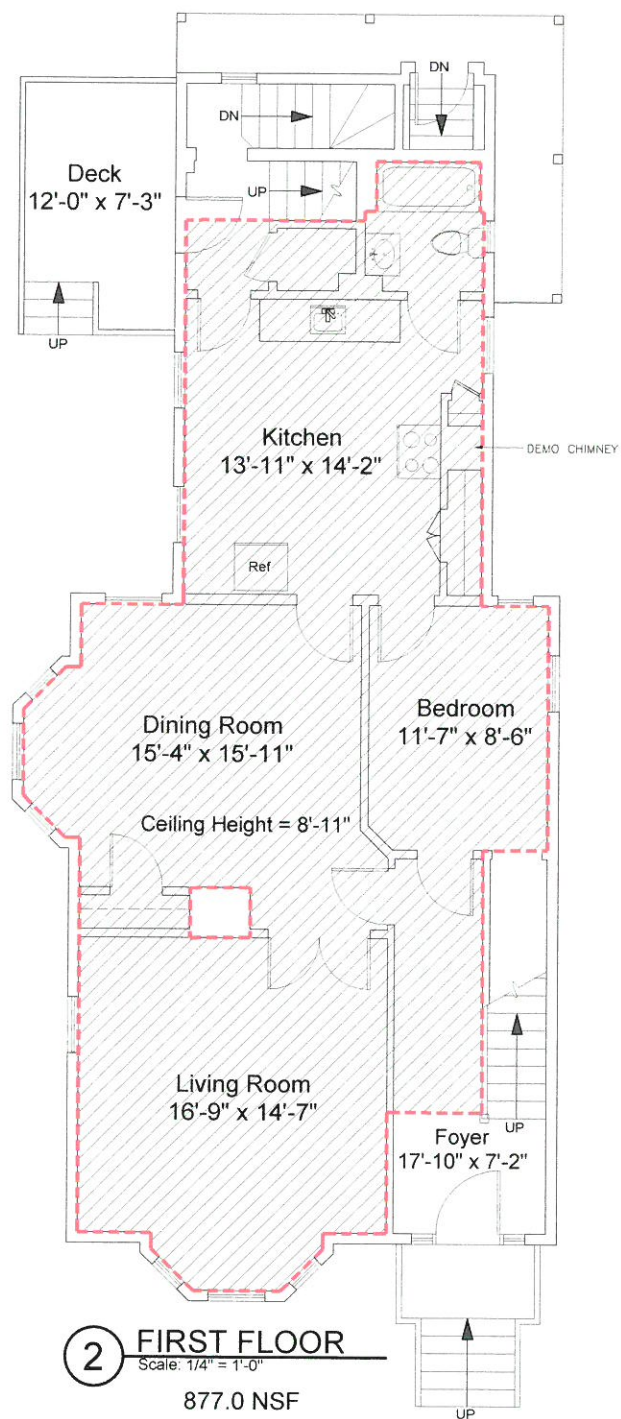 DN
DN
Deck
12'-0" x 7'-3"
UP
UP
Kitchen
13'-11" x 14'-2"
DEMO CHIMNEY
Ref
Dining Room
15'-4" x 15'-11"
Bedroom
11'-7" x 8'-6"
Ceiling Height = 8'-11"
Living Room
16'-9" x 14'-7"
UP
Foyer
17'-10" x 7'-2"
2
FIRST FLOOR
Scale: 1/4" = 1'-0"
877.0 NSF
UP